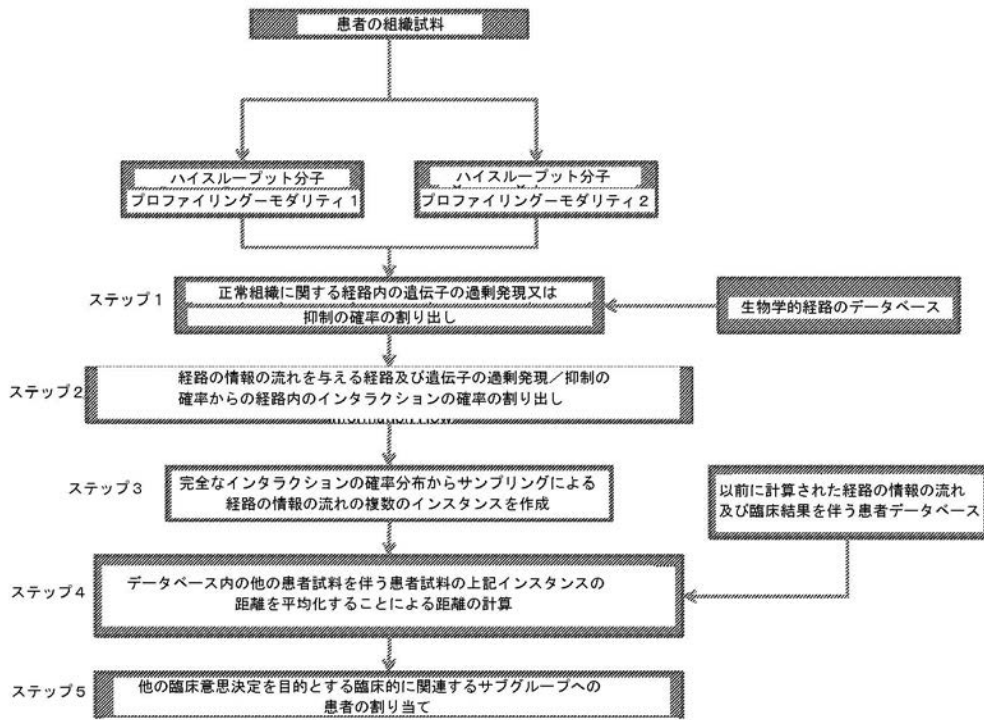 患者の組織試料
ハイスループット分子
プロファイリングーモダリティ1
ハイスループット分子
プロファイリングーモダリティ2
ステップ1
正常組織に関する経路内の遺伝子の過剰発現又は
抑制の確率の割り出し
生物学的経路のデータベース
ステップ2
経路の情報の流れを与える経路及び遺伝子の過剰発現/抑制の
確率からの経路内のインタラクションの確率の割り出し
ステップ3
完全なインタラクションの確率分布からサンプリングによる
経路の情報の流れの複数のインスタンスを作成
以前に計算された経路の情報の流れ
及び臨床結果を伴う患者データベース
ステップ4
データベース内の他の患者試料を伴う患者試料の上記インスタンスの
距離を平均化することによる距離の計算
ステップ5
他の臨床意思決定を目的とする臨床的に関連するサブグループへの
患者の割り当て